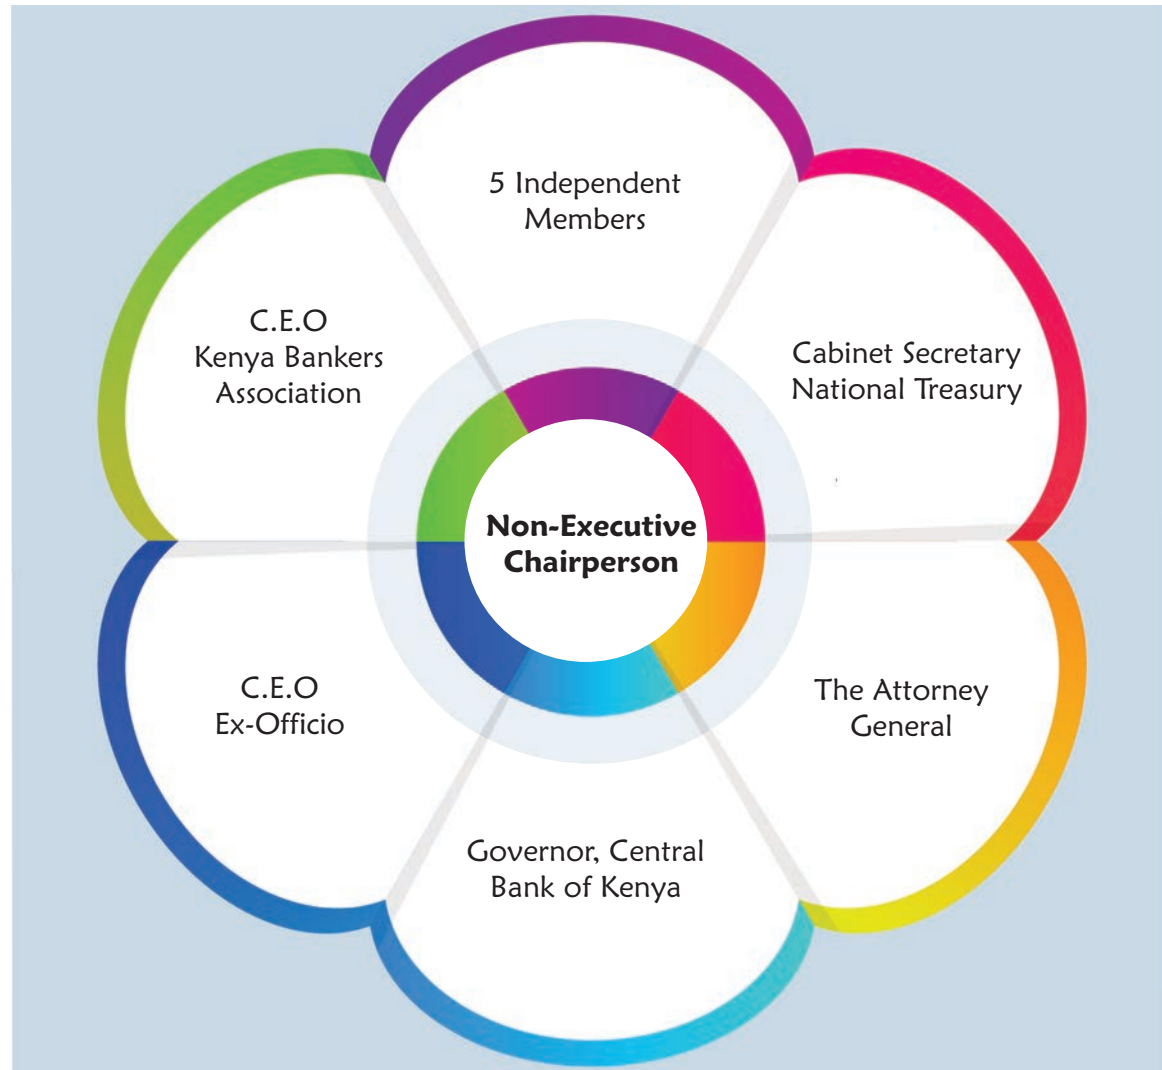 5 Independent
Members
C.E.O
Kenya Bankers
Association
Cabinet Secretary
National Treasury
Non-Executive
Chairperson
C.E.O
Ex-Officio
The Attorney
General
Governor, Central
Bank of Kenya